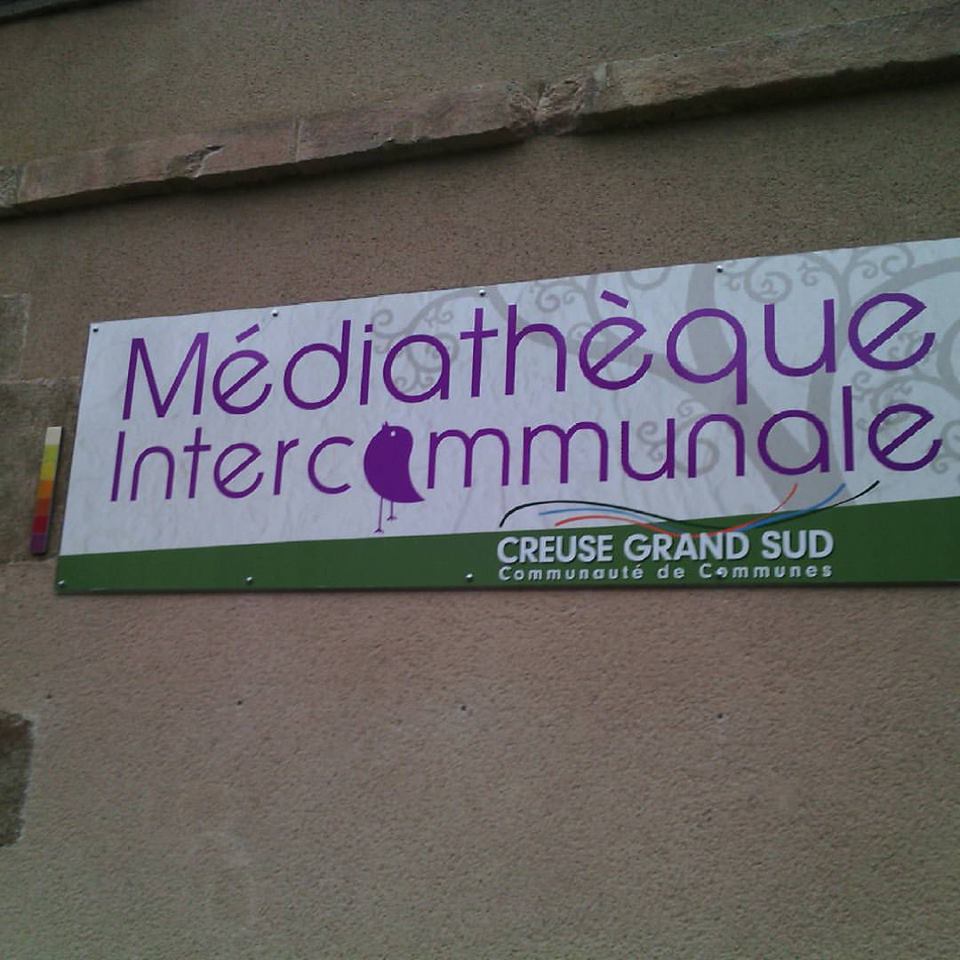 Médiathèque
Intercommunale
CREUSE GRAND SUD
Communauté de Communes